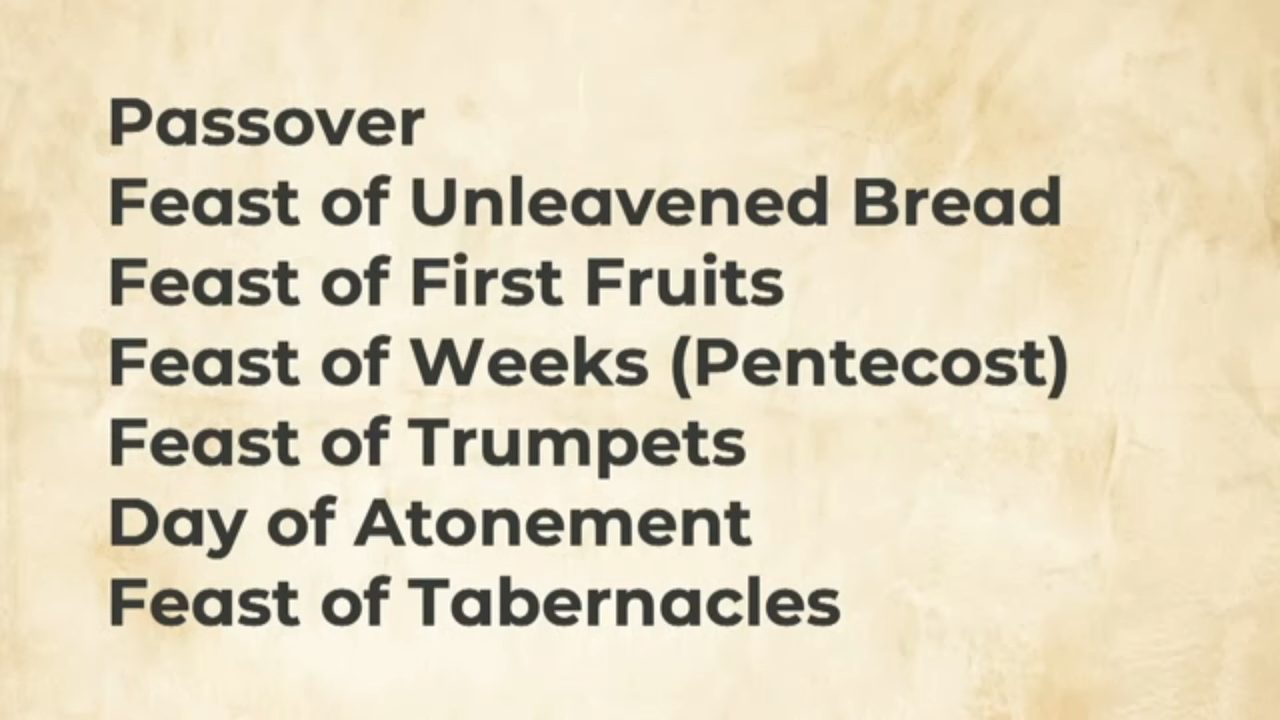 Passover
Feast of Unleavened Bread
Feast of First Fruits
Feast of Weeks (Pentecost)
Feast of Trumpets
Day of Atonement
Feast of Tabernacles